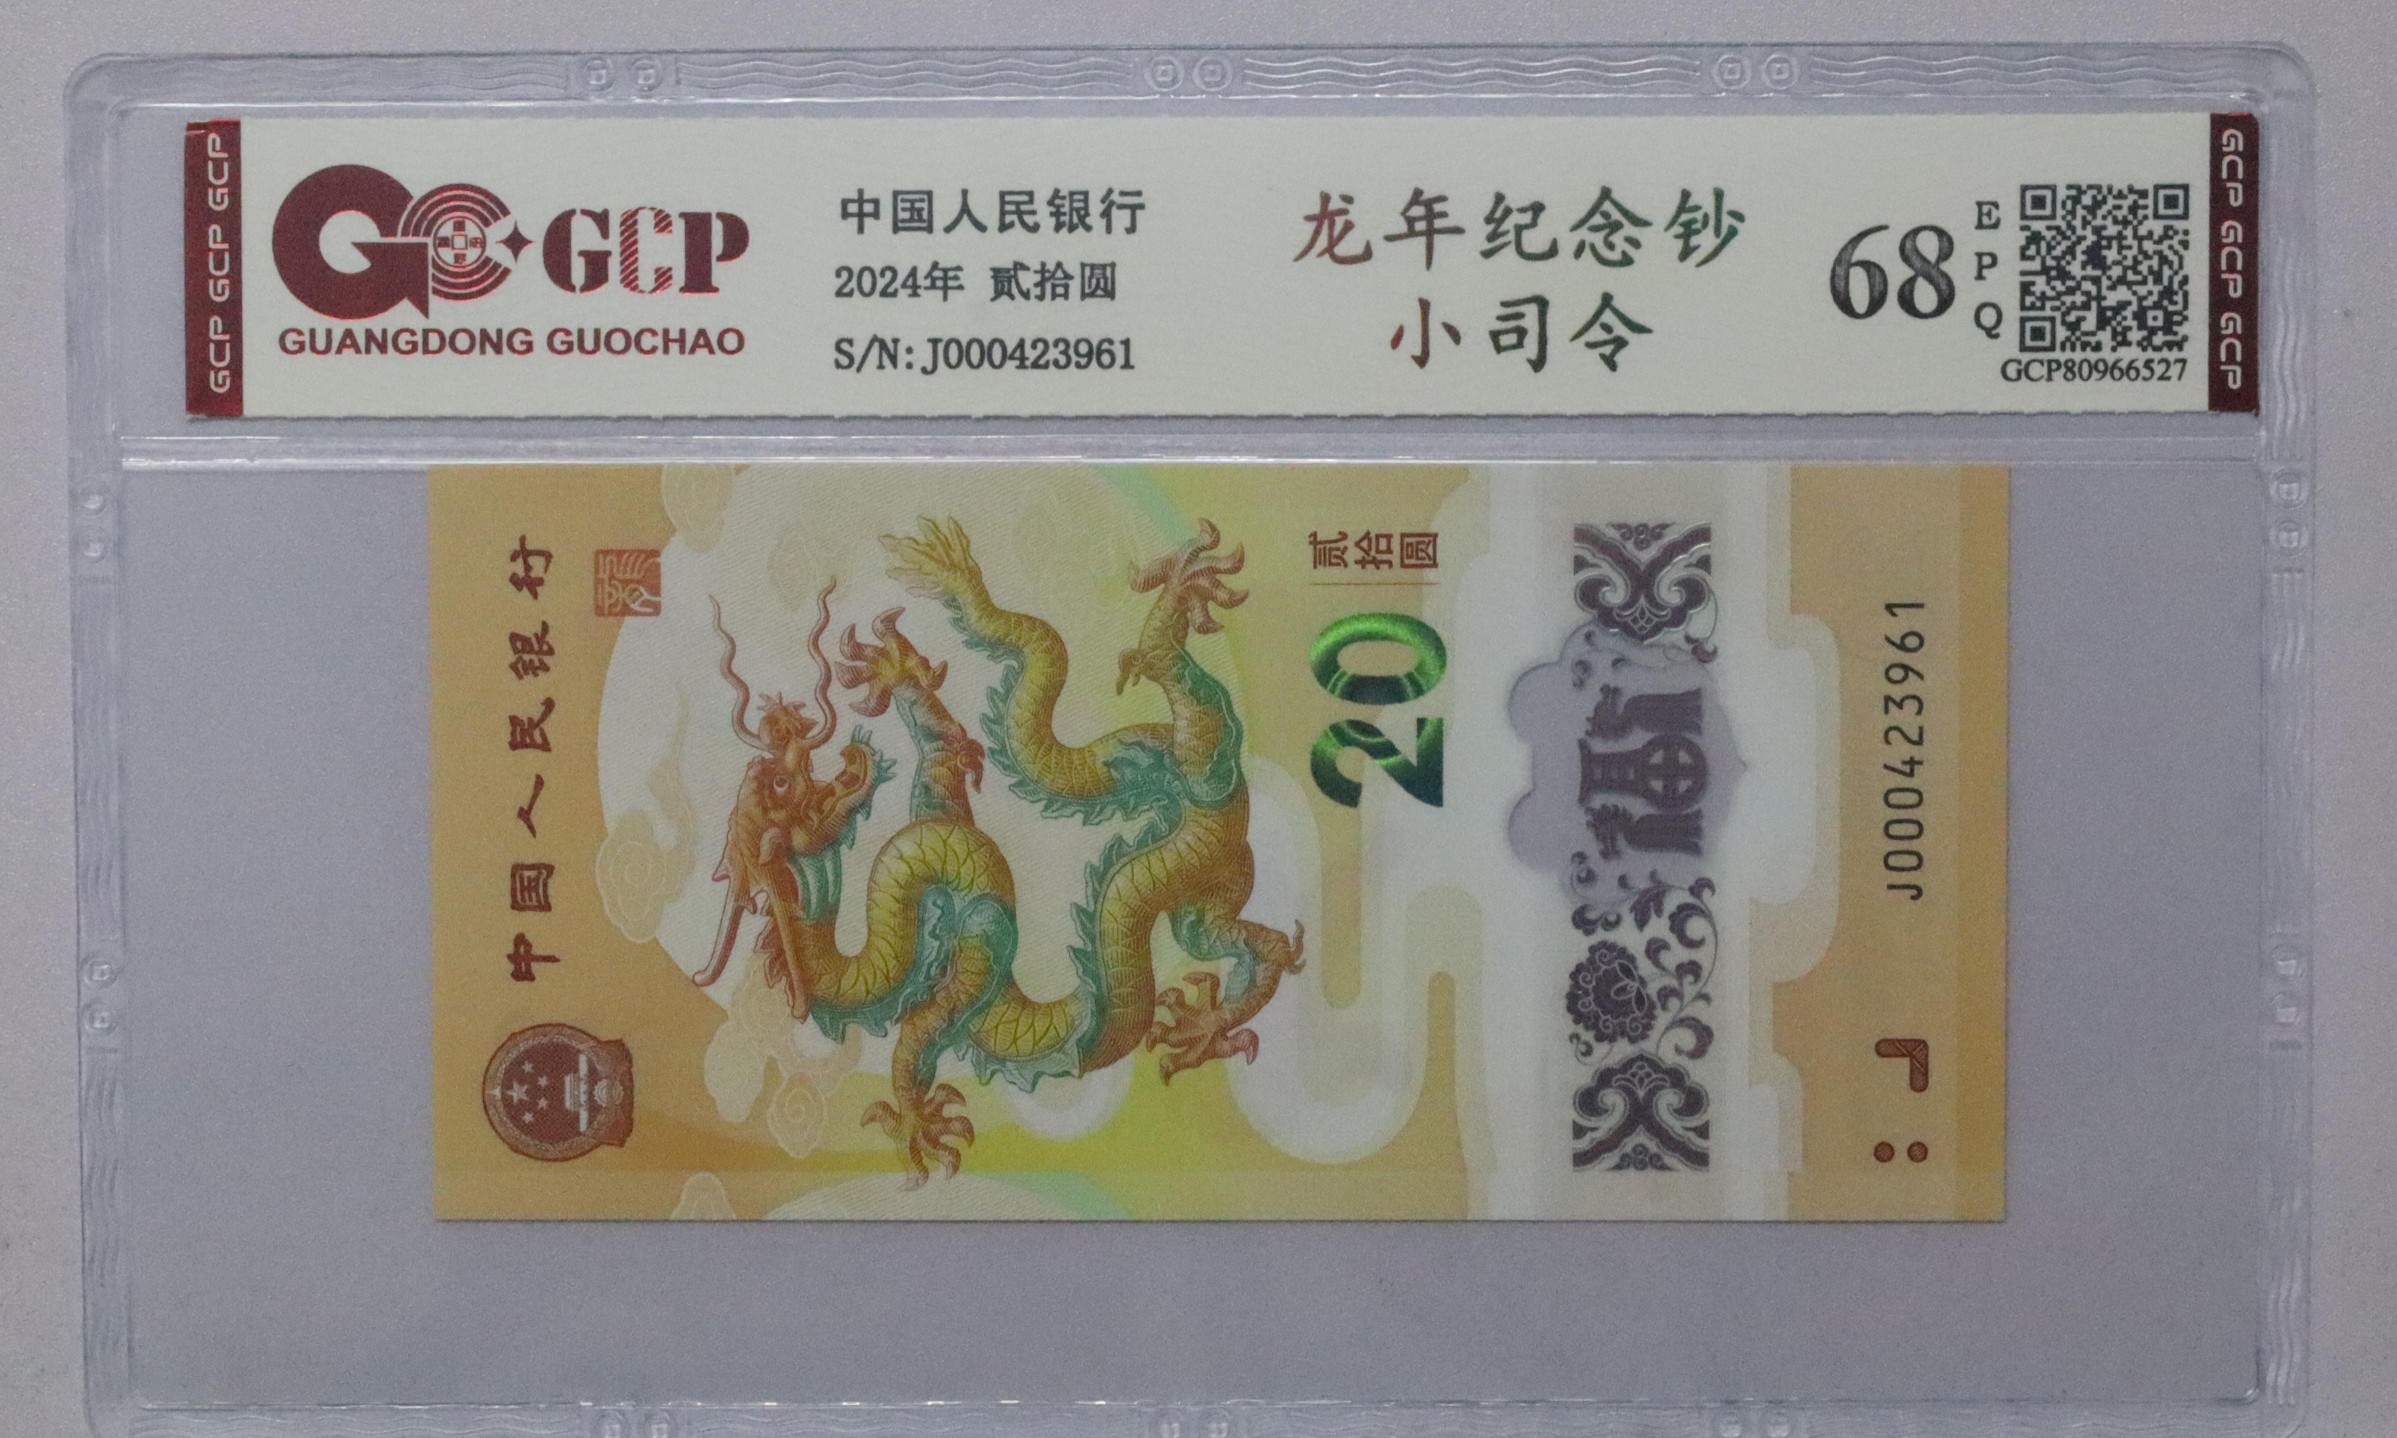 GCP GCP GCP
GCP
GUANGDONG GUOCHAO
中国人民银行
2024年 贰拾圆
S/N:J000423961
龙年纪念钞
小司令
68
EPQ
GCP80966527
GCP GCP GCP
中国人民银行
贰拾圆
20
福
J000423961